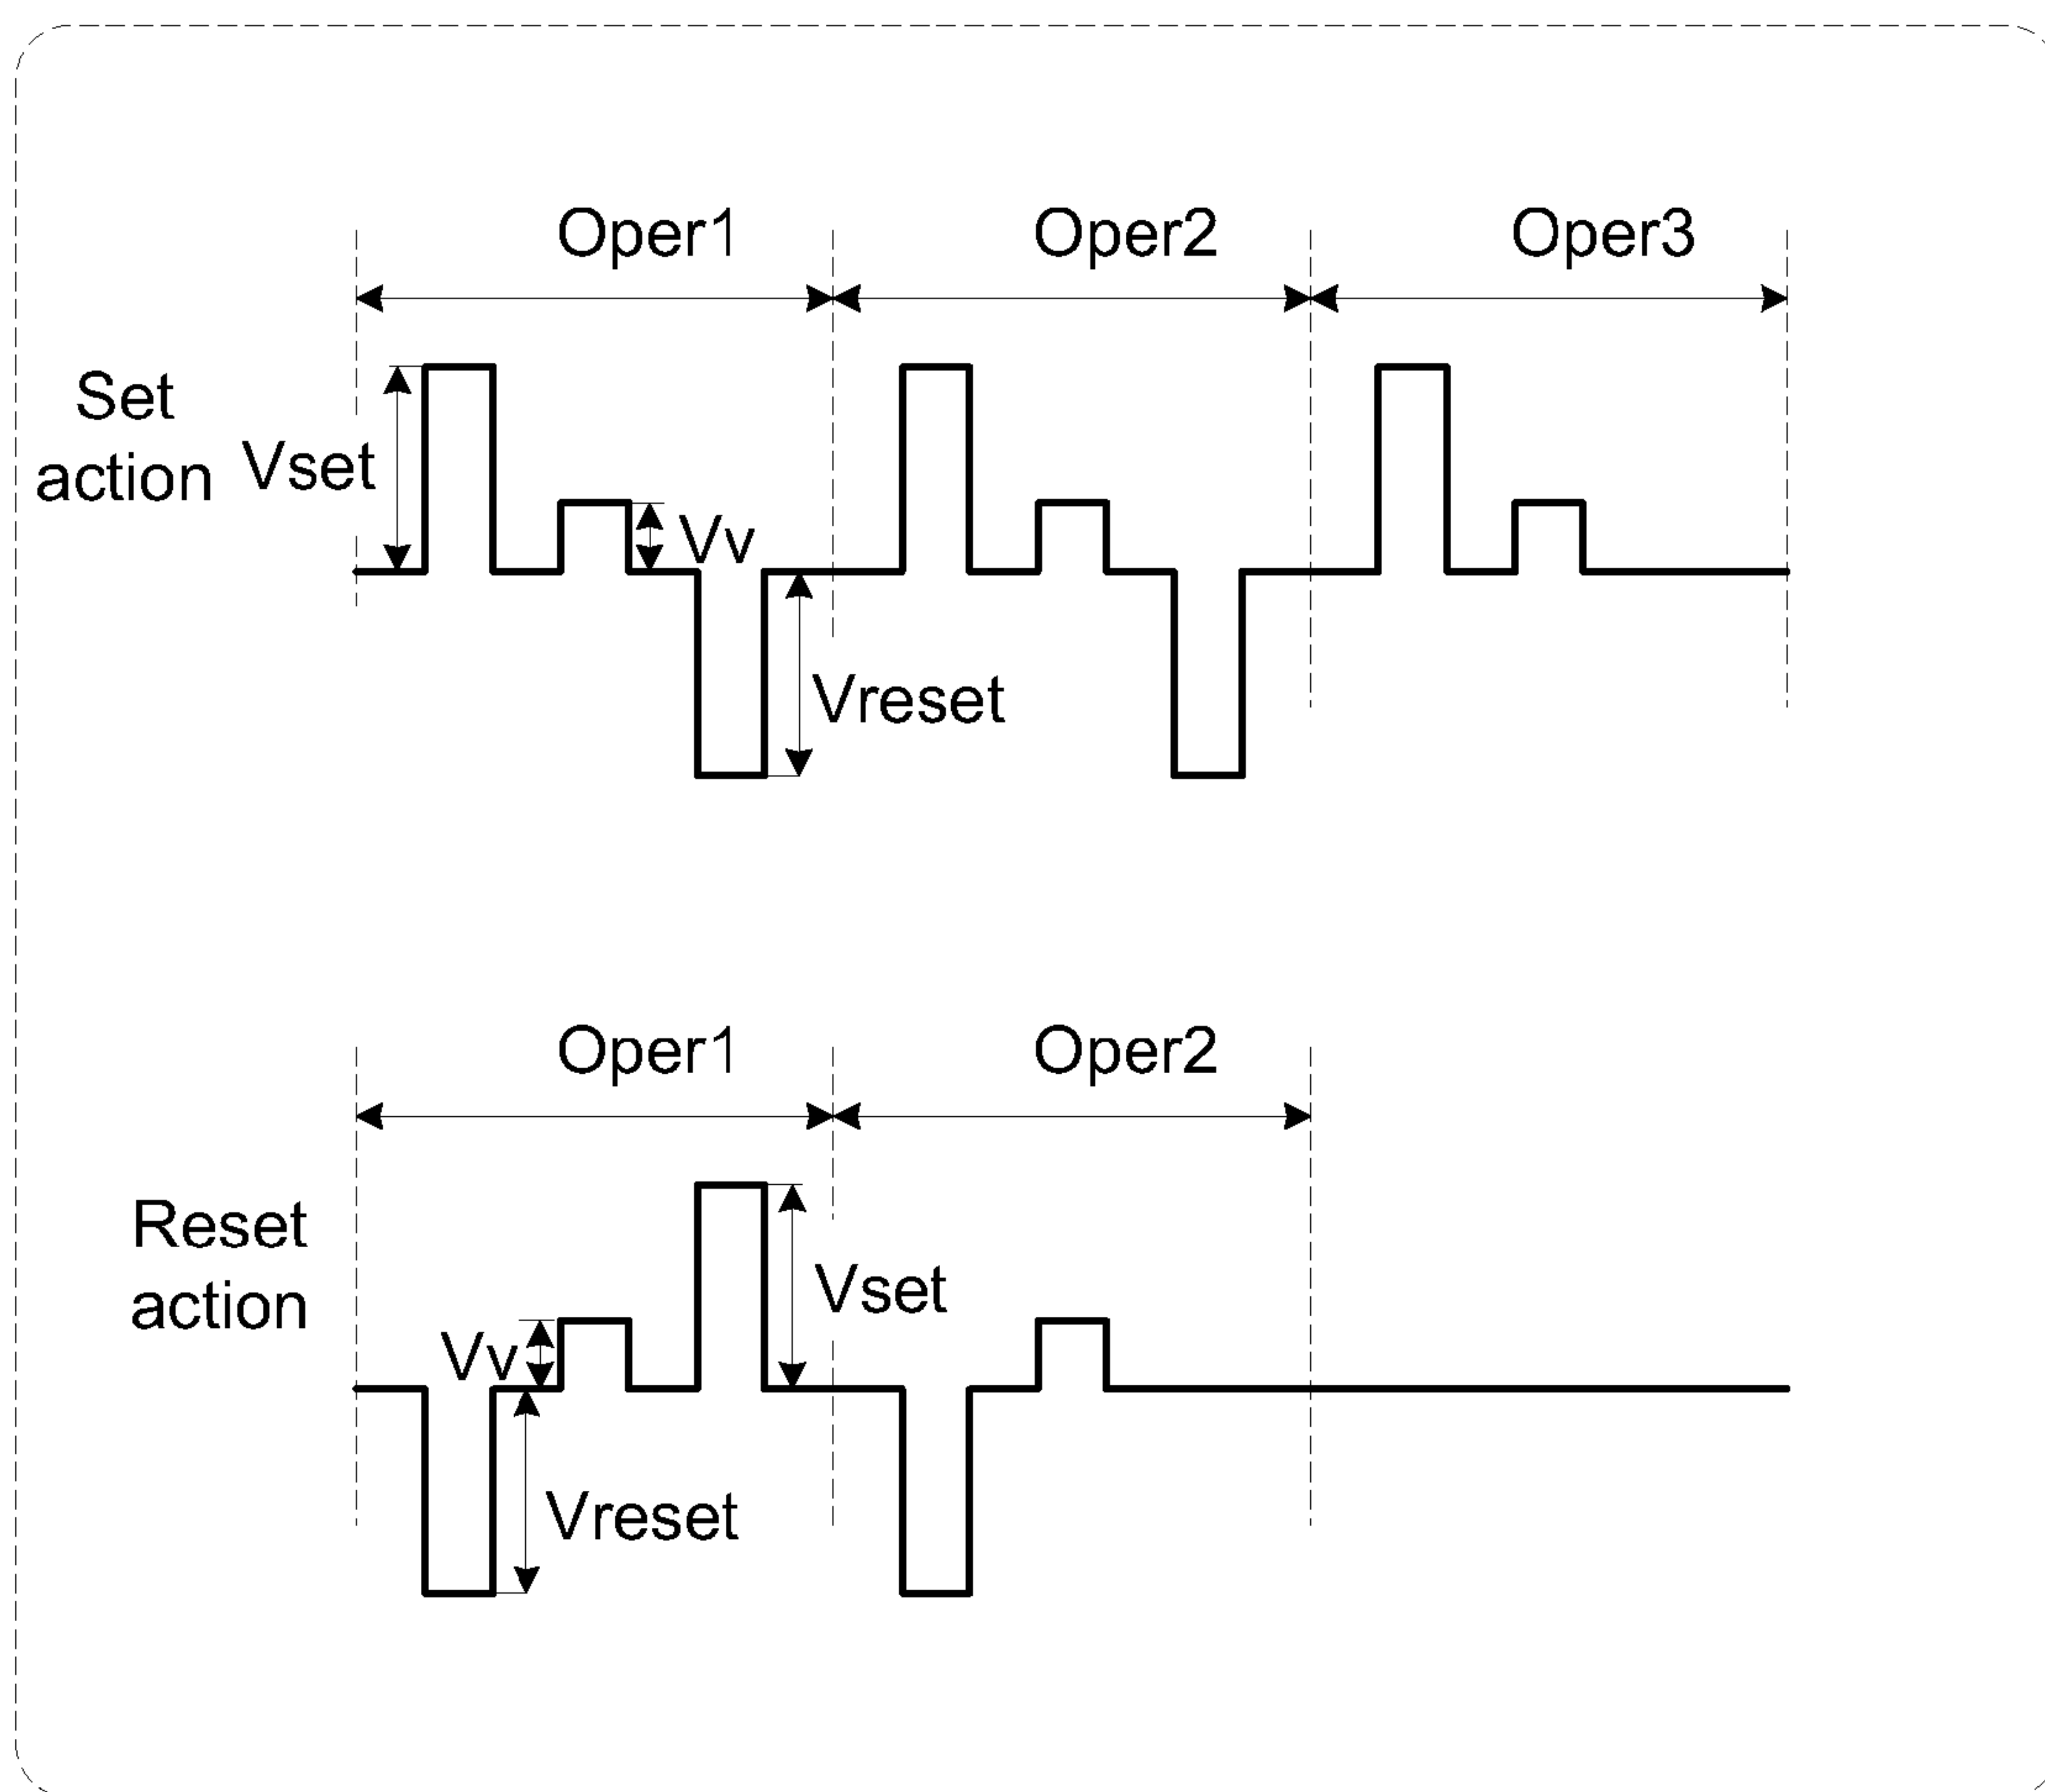 Oper1 Oper2 Oper3
Set
action
Vset
Vv
Vreset
Oper1 Oper2
Reset
action
Vset
Vv
Vreset